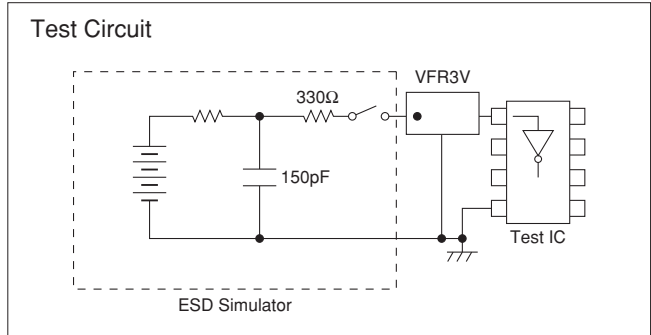 Test Circuit
VFR3V
330Ω
150pF
Test IC
ESD Simulator